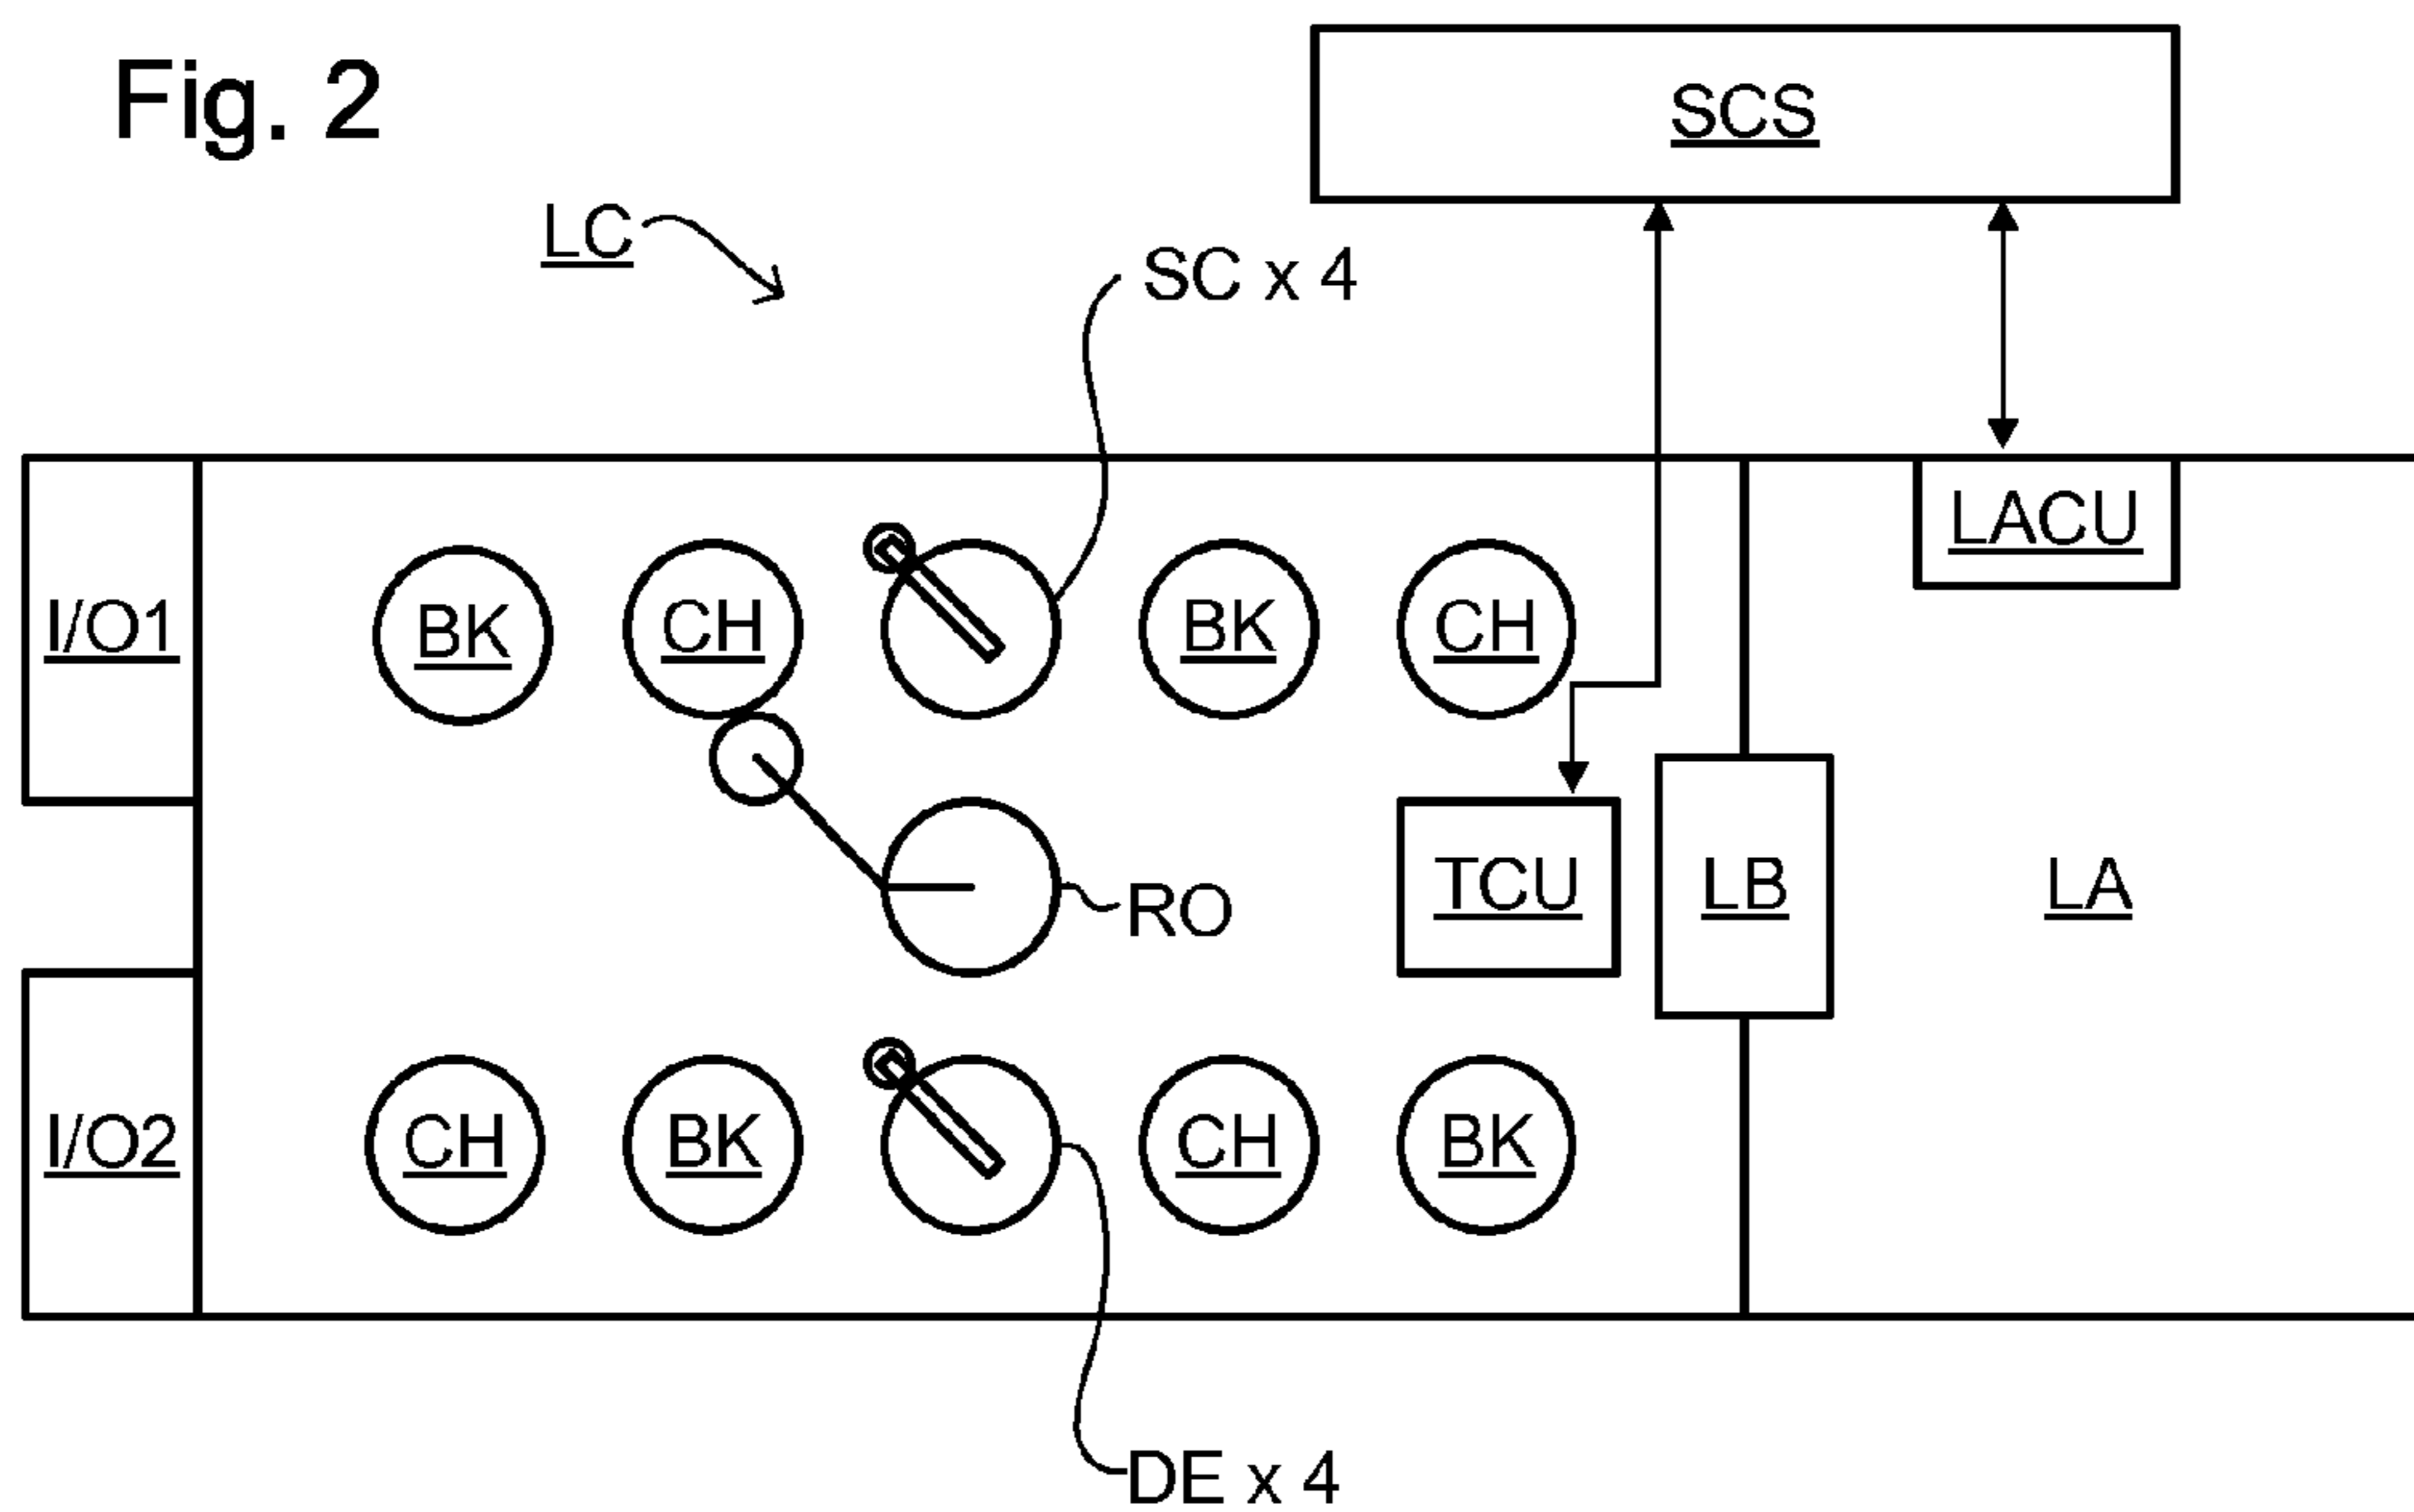 Fig. 2
SCS
LC
SC x 4
LACU
I/O1
BK
CH
BK
CH
RO
TCU
LB
LA
I/O2
CH
BK
CH
BK
DE x 4